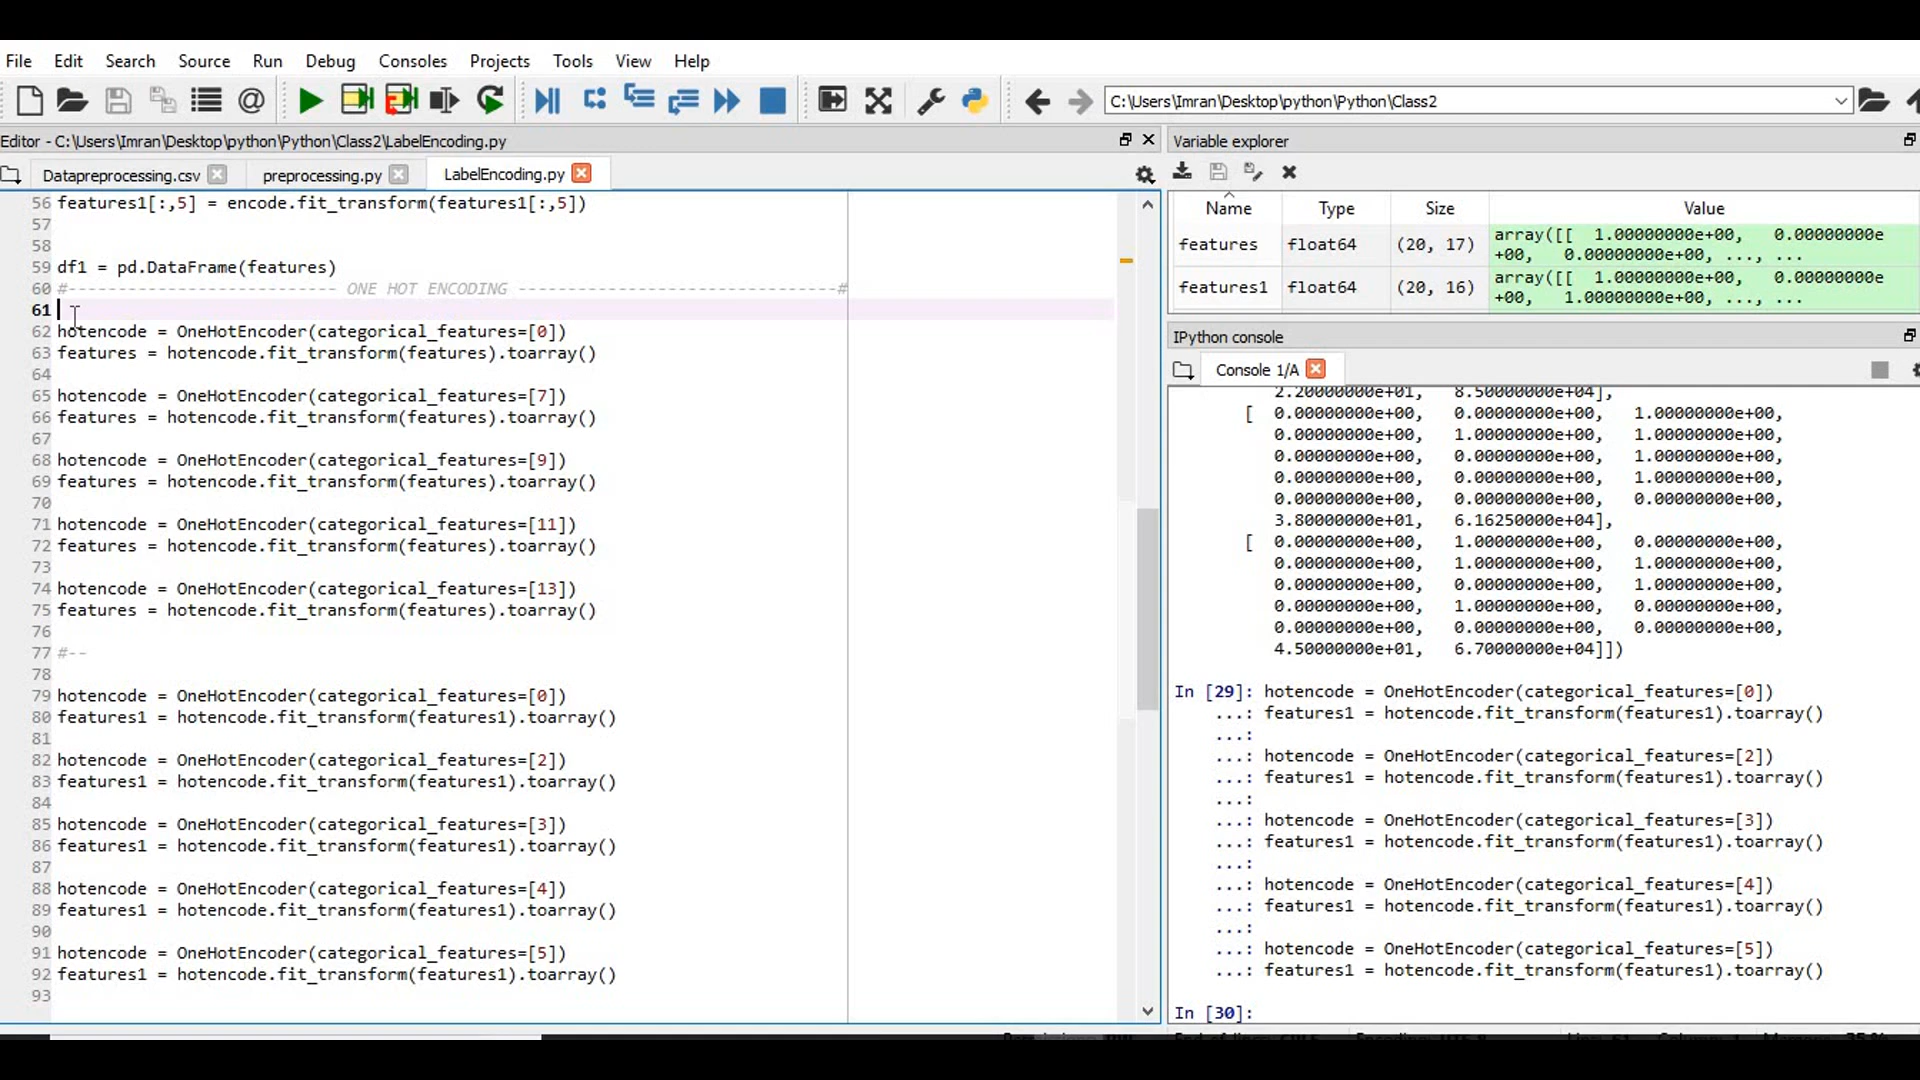 File Edit Search Source Run Debug Consoles Projects Tools View Help
C:\Users\Imran\Desktop\python\Python\Class2
Editor - C:\Users\Imran\Desktop\python\Python\Class2\LabelEncoding.py
Datapreprocessing.csv preprocessing.py LabelEncoding.py
56 features1[:,5] = encode.fit_transform(features1[:,5])
57
58
59 df1 = pd.DataFrame(features)
60 #--------------------------- ONE HOT ENCODING --------------------------------#
61
62 hotencode = OneHotEncoder(categorical_features=[0])
63 features = hotencode.fit_transform(features).toarray()
64
65 hotencode = OneHotEncoder(categorical_features=[7])
66 features = hotencode.fit_transform(features).toarray()
67
68 hotencode = OneHotEncoder(categorical_features=[9])
69 features = hotencode.fit_transform(features).toarray()
70
71 hotencode = OneHotEncoder(categorical_features=[11])
72 features = hotencode.fit_transform(features).toarray()
73
74 hotencode = OneHotEncoder(categorical_features=[13])
75 features = hotencode.fit_transform(features).toarray()
76
77 #--
78
79 hotencode = OneHotEncoder(categorical_features=[0])
80 features1 = hotencode.fit_transform(features1).toarray()
81
82 hotencode = OneHotEncoder(categorical_features=[2])
83 features1 = hotencode.fit_transform(features1).toarray()
84
85 hotencode = OneHotEncoder(categorical_features=[3])
86 features1 = hotencode.fit_transform(features1).toarray()
87
88 hotencode = OneHotEncoder(categorical_features=[4])
89 features1 = hotencode.fit_transform(features1).toarray()
90
91 hotencode = OneHotEncoder(categorical_features=[5])
92 features1 = hotencode.fit_transform(features1).toarray()
93
Variable explorer
Name Type Size Value
features float64 (20, 17) array([[ 1.00000000e+00, 0.00000000e
+00, 0.00000000e+00, ..., ...
features1 float64 (20, 16) array([[ 1.00000000e+00, 0.00000000e
+00, 1.00000000e+00, ..., ...
IPython console
Console 1/A
2.20000000e+01, 8.50000000e+04],
[ 0.00000000e+00, 0.00000000e+00, 1.00000000e+00,
0.00000000e+00, 1.00000000e+00, 1.00000000e+00,
0.00000000e+00, 0.00000000e+00, 1.00000000e+00,
0.00000000e+00, 0.00000000e+00, 1.00000000e+00,
0.00000000e+00, 0.00000000e+00, 0.00000000e+00,
3.80000000e+01, 6.16250000e+04],
[ 0.00000000e+00, 1.00000000e+00, 0.00000000e+00,
0.00000000e+00, 1.00000000e+00, 1.00000000e+00,
0.00000000e+00, 0.00000000e+00, 1.00000000e+00,
0.00000000e+00, 1.00000000e+00, 0.00000000e+00,
0.00000000e+00, 0.00000000e+00, 0.00000000e+00,
4.50000000e+01, 6.70000000e+04]])
In [29]: hotencode = OneHotEncoder(categorical_features=[0])
...: features1 = hotencode.fit_transform(features1).toarray()
...:
...: hotencode = OneHotEncoder(categorical_features=[2])
...: features1 = hotencode.fit_transform(features1).toarray()
...:
...: hotencode = OneHotEncoder(categorical_features=[3])
...: features1 = hotencode.fit_transform(features1).toarray()
...:
...: hotencode = OneHotEncoder(categorical_features=[4])
...: features1 = hotencode.fit_transform(features1).toarray()
...:
...: hotencode = OneHotEncoder(categorical_features=[5])
...: features1 = hotencode.fit_transform(features1).toarray()
In [30]: